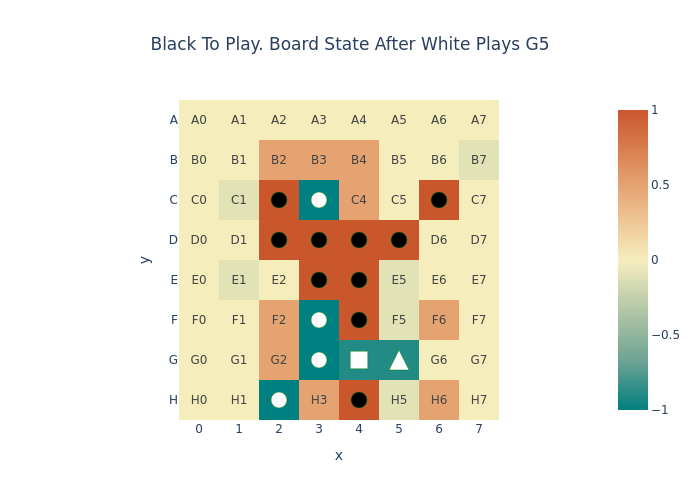 Black To Play. Board State After White Plays G5
A A0 A1 A2 A3 A4 A5 A6 A7
B B0 B1 B2 B3 B4 B5 B6 B7
C C0 C1 C4 C5 C7
D D0 D1 D6 D7
E E0 E1 E2 E5 E6 E7
F F0 F1 F2 F5 F6 F7
G G0 G1 G2 G6 G7
H H0 H1 H3 H5 H6 H7
0 1 2 3 4 5 6 7
x
y
1
0.5
0
−0.5
−1